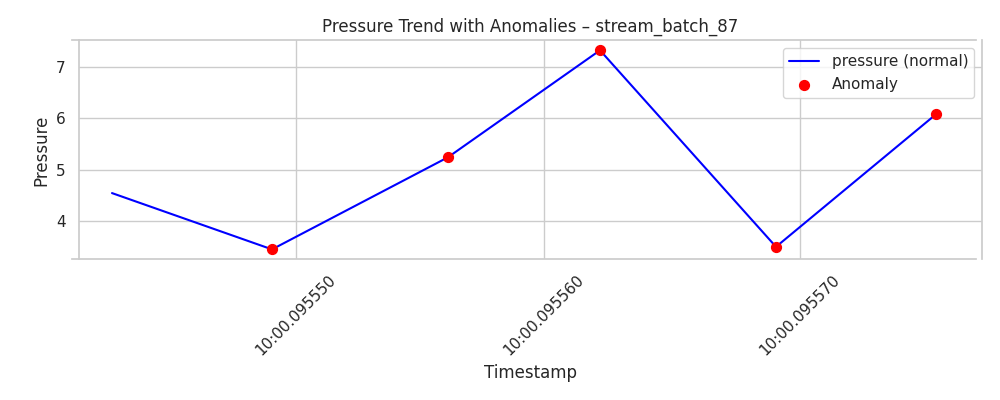 Pressure Trend with Anomalies – stream_batch_87
pressure (normal)
Anomaly
Pressure
7
6
5
4
10:00.095550
10:00.095560
10:00.095570
Timestamp